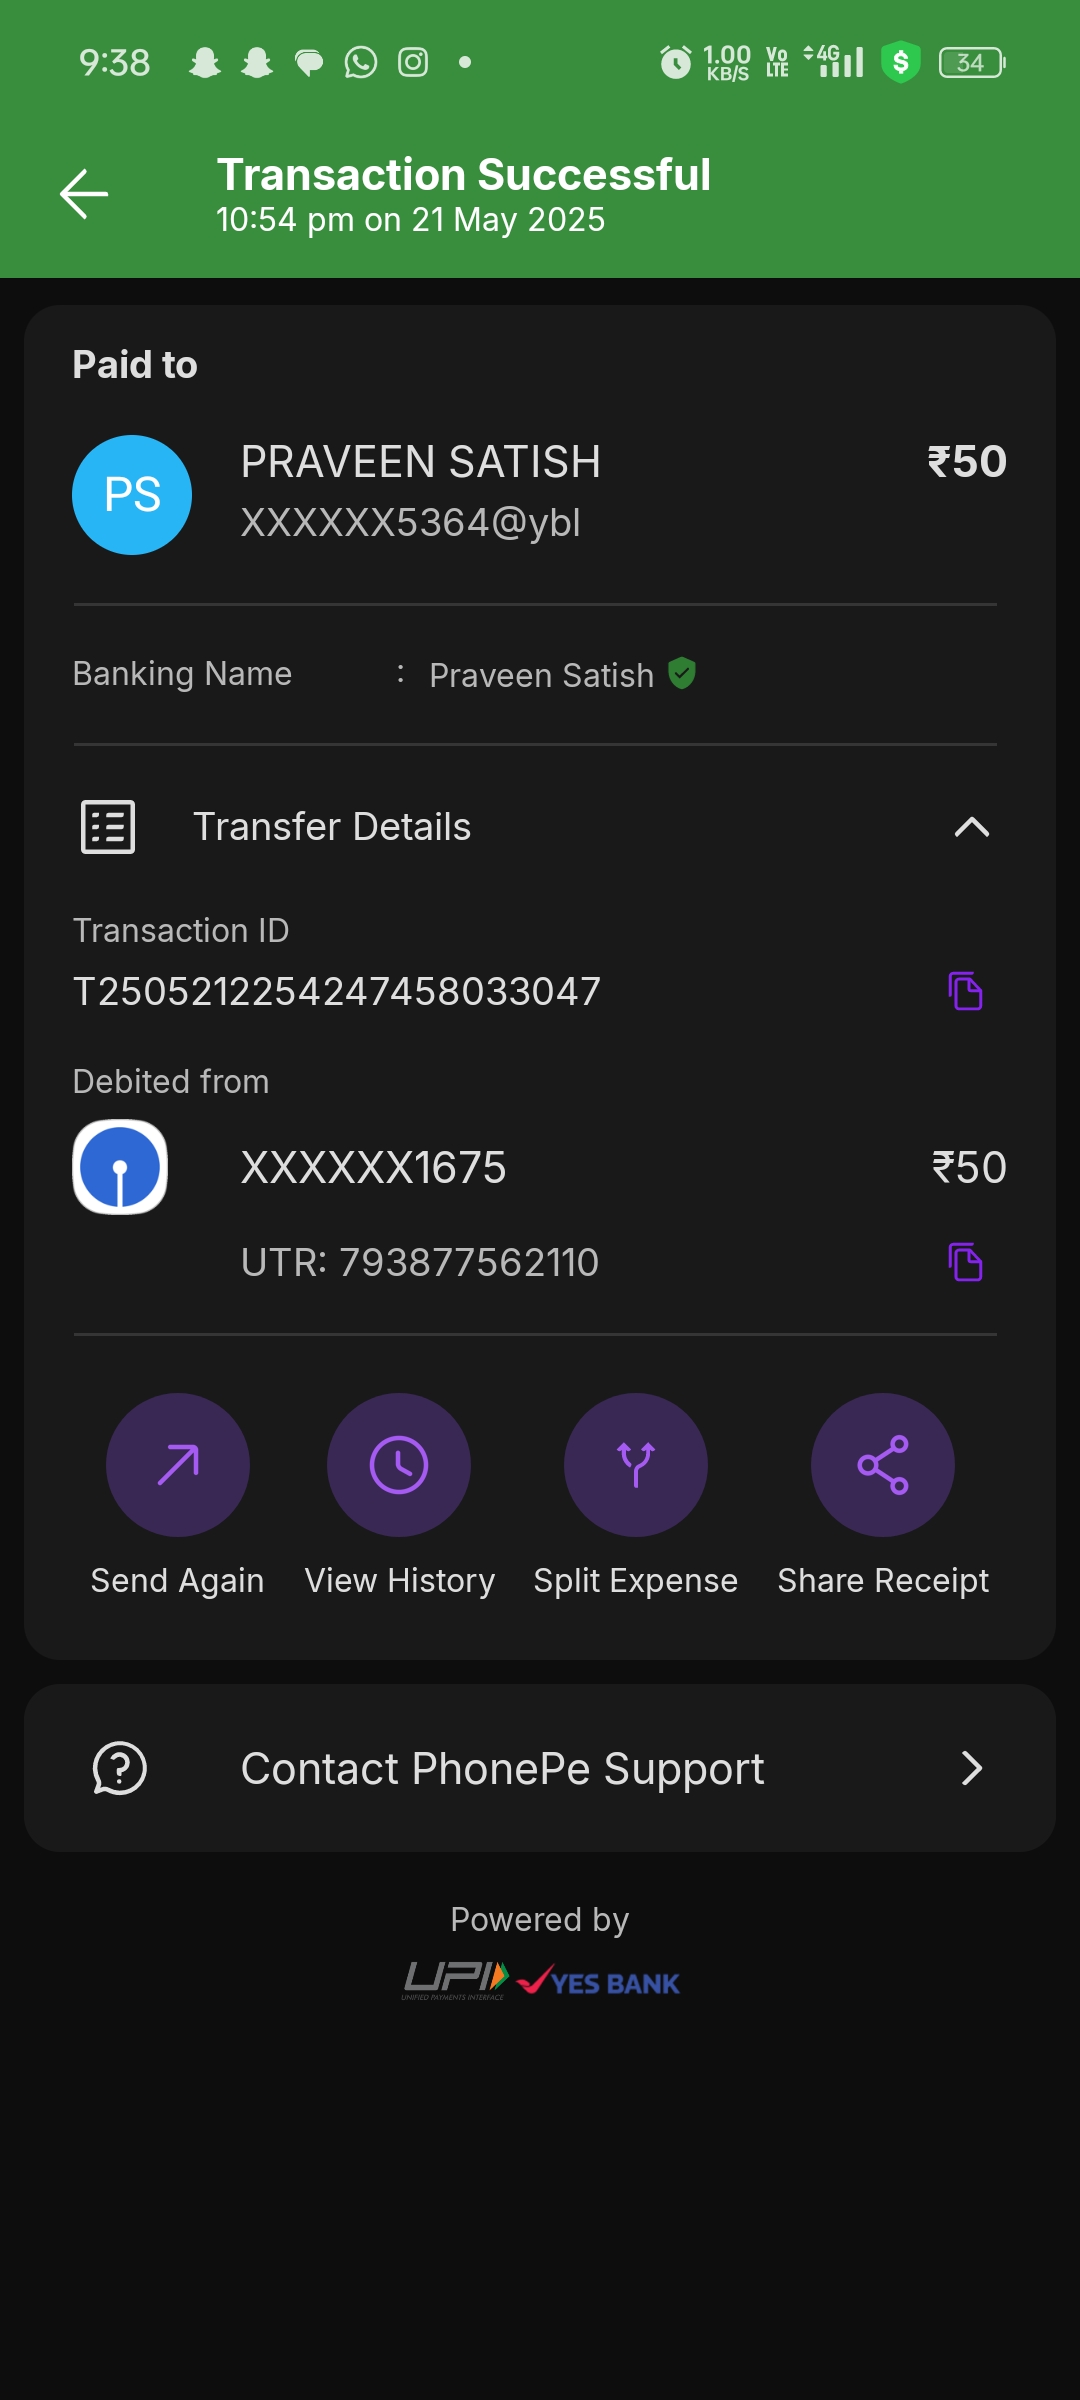 9:38
1.00 KB/S Vo LTE 4G $ 34
Transaction Successful
10:54 pm on 21 May 2025
Paid to
PS
PRAVEEN SATISH ₹50
XXXXXX5364@ybl
Banking Name : Praveen Satish
Transfer Details
Transaction ID
T2505212254247458033047
Debited from
XXXXXX1675 ₹50
UTR: 793877562110
Send Again View History Split Expense Share Receipt
Contact PhonePe Support
Powered by
UPI YES BANK
UNIFIED PAYMENTS INTERFACE